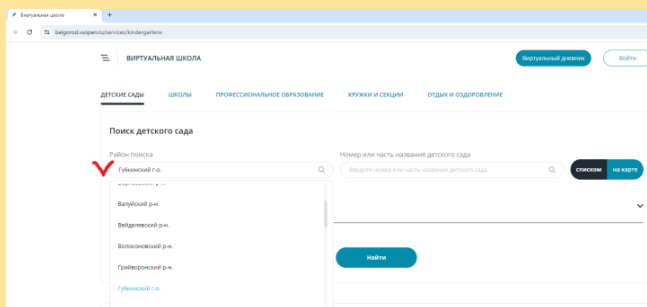 Виртуальная школа
belgorod.vsopen.ru/services/kindergartens
ВИРТУАЛЬНАЯ ШКОЛА
Виртуальный дневник
Войти
ДЕТСКИЕ САДЫ ШКОЛЫ ПРОФЕССИОНАЛЬНОЕ ОБРАЗОВАНИЕ КРУЖКИ И СЕКЦИИ ОТДЫХ И ОЗДОРОВЛЕНИЕ
Поиск детского сада
Район поиска
Номер или часть названия детского сада
Губкинский г.о.
Введите номер или часть названия детского сада
списком на карте
Валуйский р-н.
Вейделевский р-н.
Волоконовский р-н.
Грайворонский р-н.
Губкинский г.о.
Найти